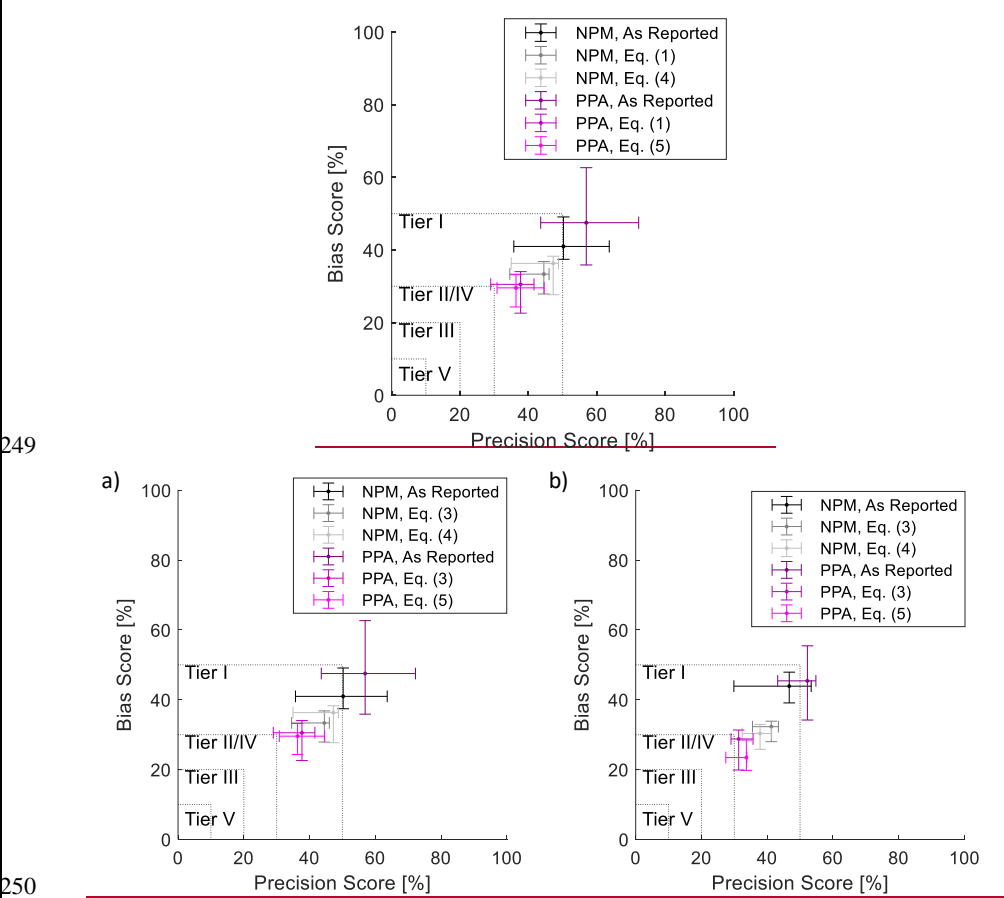 100
80
60
40
20
0
Bias Score [%]
NPM, As Reported
NPM, Eq. (1)
NPM, Eq. (4)
PPA, As Reported
PPA, Eq. (1)
PPA, Eq. (5)
Tier I
Tier II/IV
Tier III
Tier V
0 20 40 60 80 100
Precision Score [%]
249
a)
100
80
60
40
20
0
Bias Score [%]
NPM, As Reported
NPM, Eq. (3)
NPM, Eq. (4)
PPA, As Reported
PPA, Eq. (3)
PPA, Eq. (5)
Tier I
Tier II/IV
Tier III
Tier V
0 20 40 60 80 100
Precision Score [%]
b)
100
80
60
40
20
0
Bias Score [%]
NPM, As Reported
NPM, Eq. (3)
NPM, Eq. (4)
PPA, As Reported
PPA, Eq. (3)
PPA, Eq. (5)
Tier I
Tier II/IV
Tier III
Tier V
0 20 40 60 80 100
Precision Score [%]
250